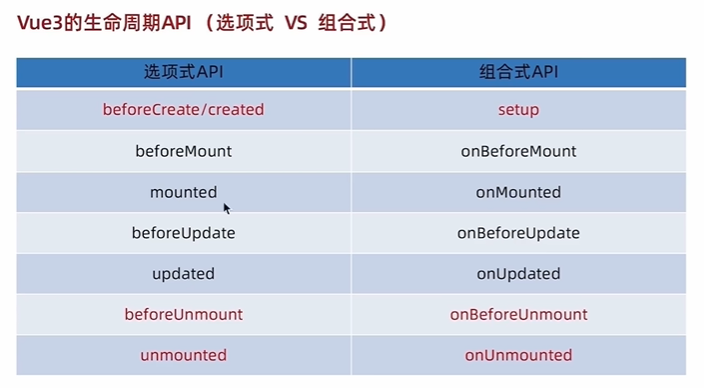 Vue3的生命周期API （选项式 VS 组合式）
选项式API 组合式API
beforeCreate/created setup
beforeMount onBeforeMount
mounted onMounted
beforeUpdate onBeforeUpdate
updated onUpdated
beforeUnmount onBeforeUnmount
unmounted onUnmounted